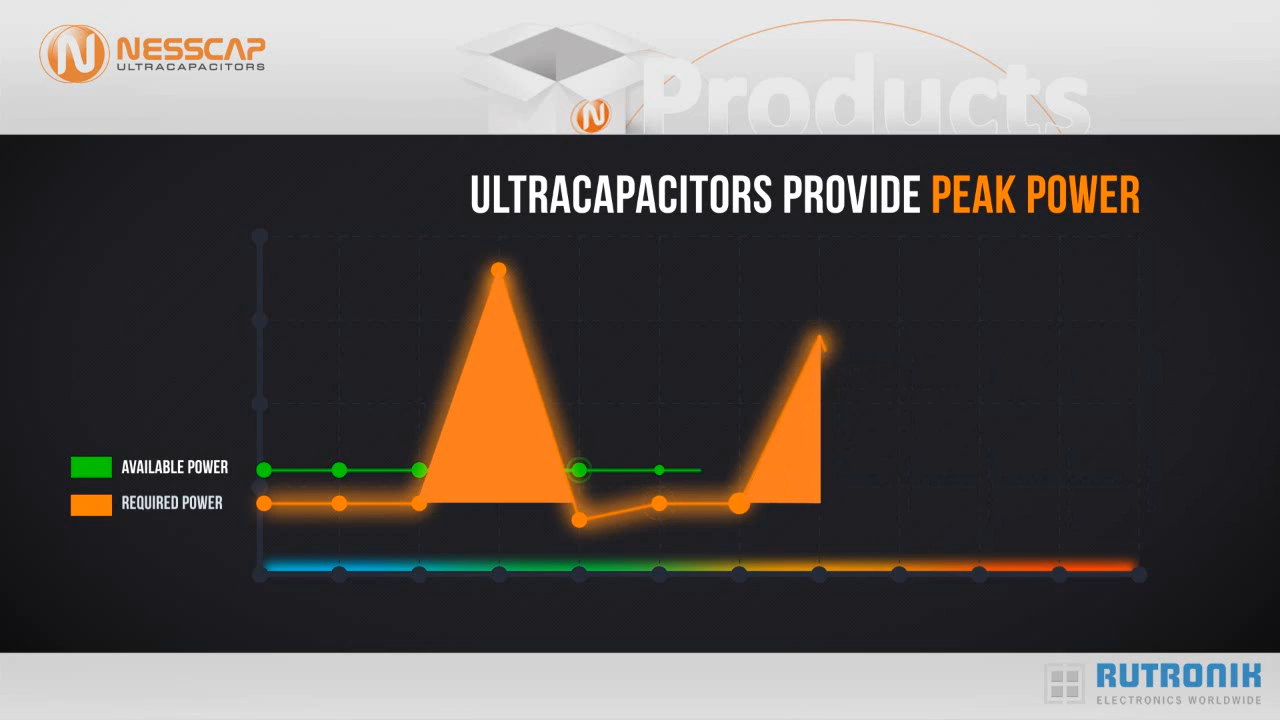 NESSCAP
ULTRACAPACITORS
Products
ULTRACAPACITORS PROVIDE PEAK POWER
AVAILABLE POWER
REQUIRED POWER
RUTRONIK
ELECTRONICS WORLDWIDE